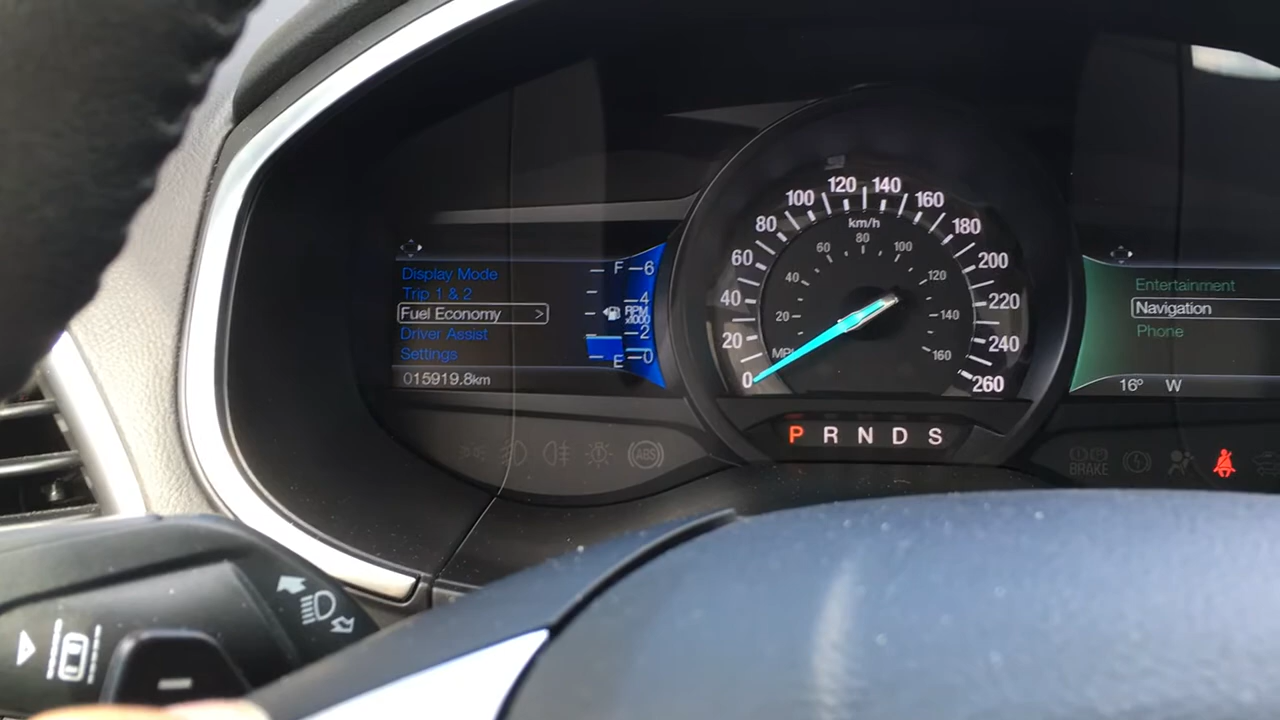 Display Mode
Trip 1 & 2
Fuel Economy >
Driver Assist
Settings
015919.8km
F
E
6
4
RPM
x1000
2
0
0
20
40
60
80
100
120
140
160
180
200
220
240
260
km/h
MPH
20
40
60
80
100
120
140
160
P R N D S
Entertainment
Navigation
Phone
16° W
ABS
BRAKE